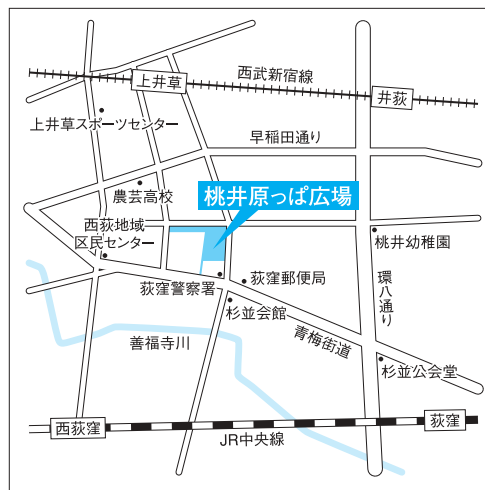 上井草
西武新宿線
井荻
上井草スポーツセンター
早稲田通り
農芸高校
桃井原っぱ広場
西荻地域
区民センター
桃井幼稚園
荻窪警察署
荻窪郵便局
環八通り
杉並会館
善福寺川
青梅街道
杉並公会堂
西荻窪
荻窪
JR中央線